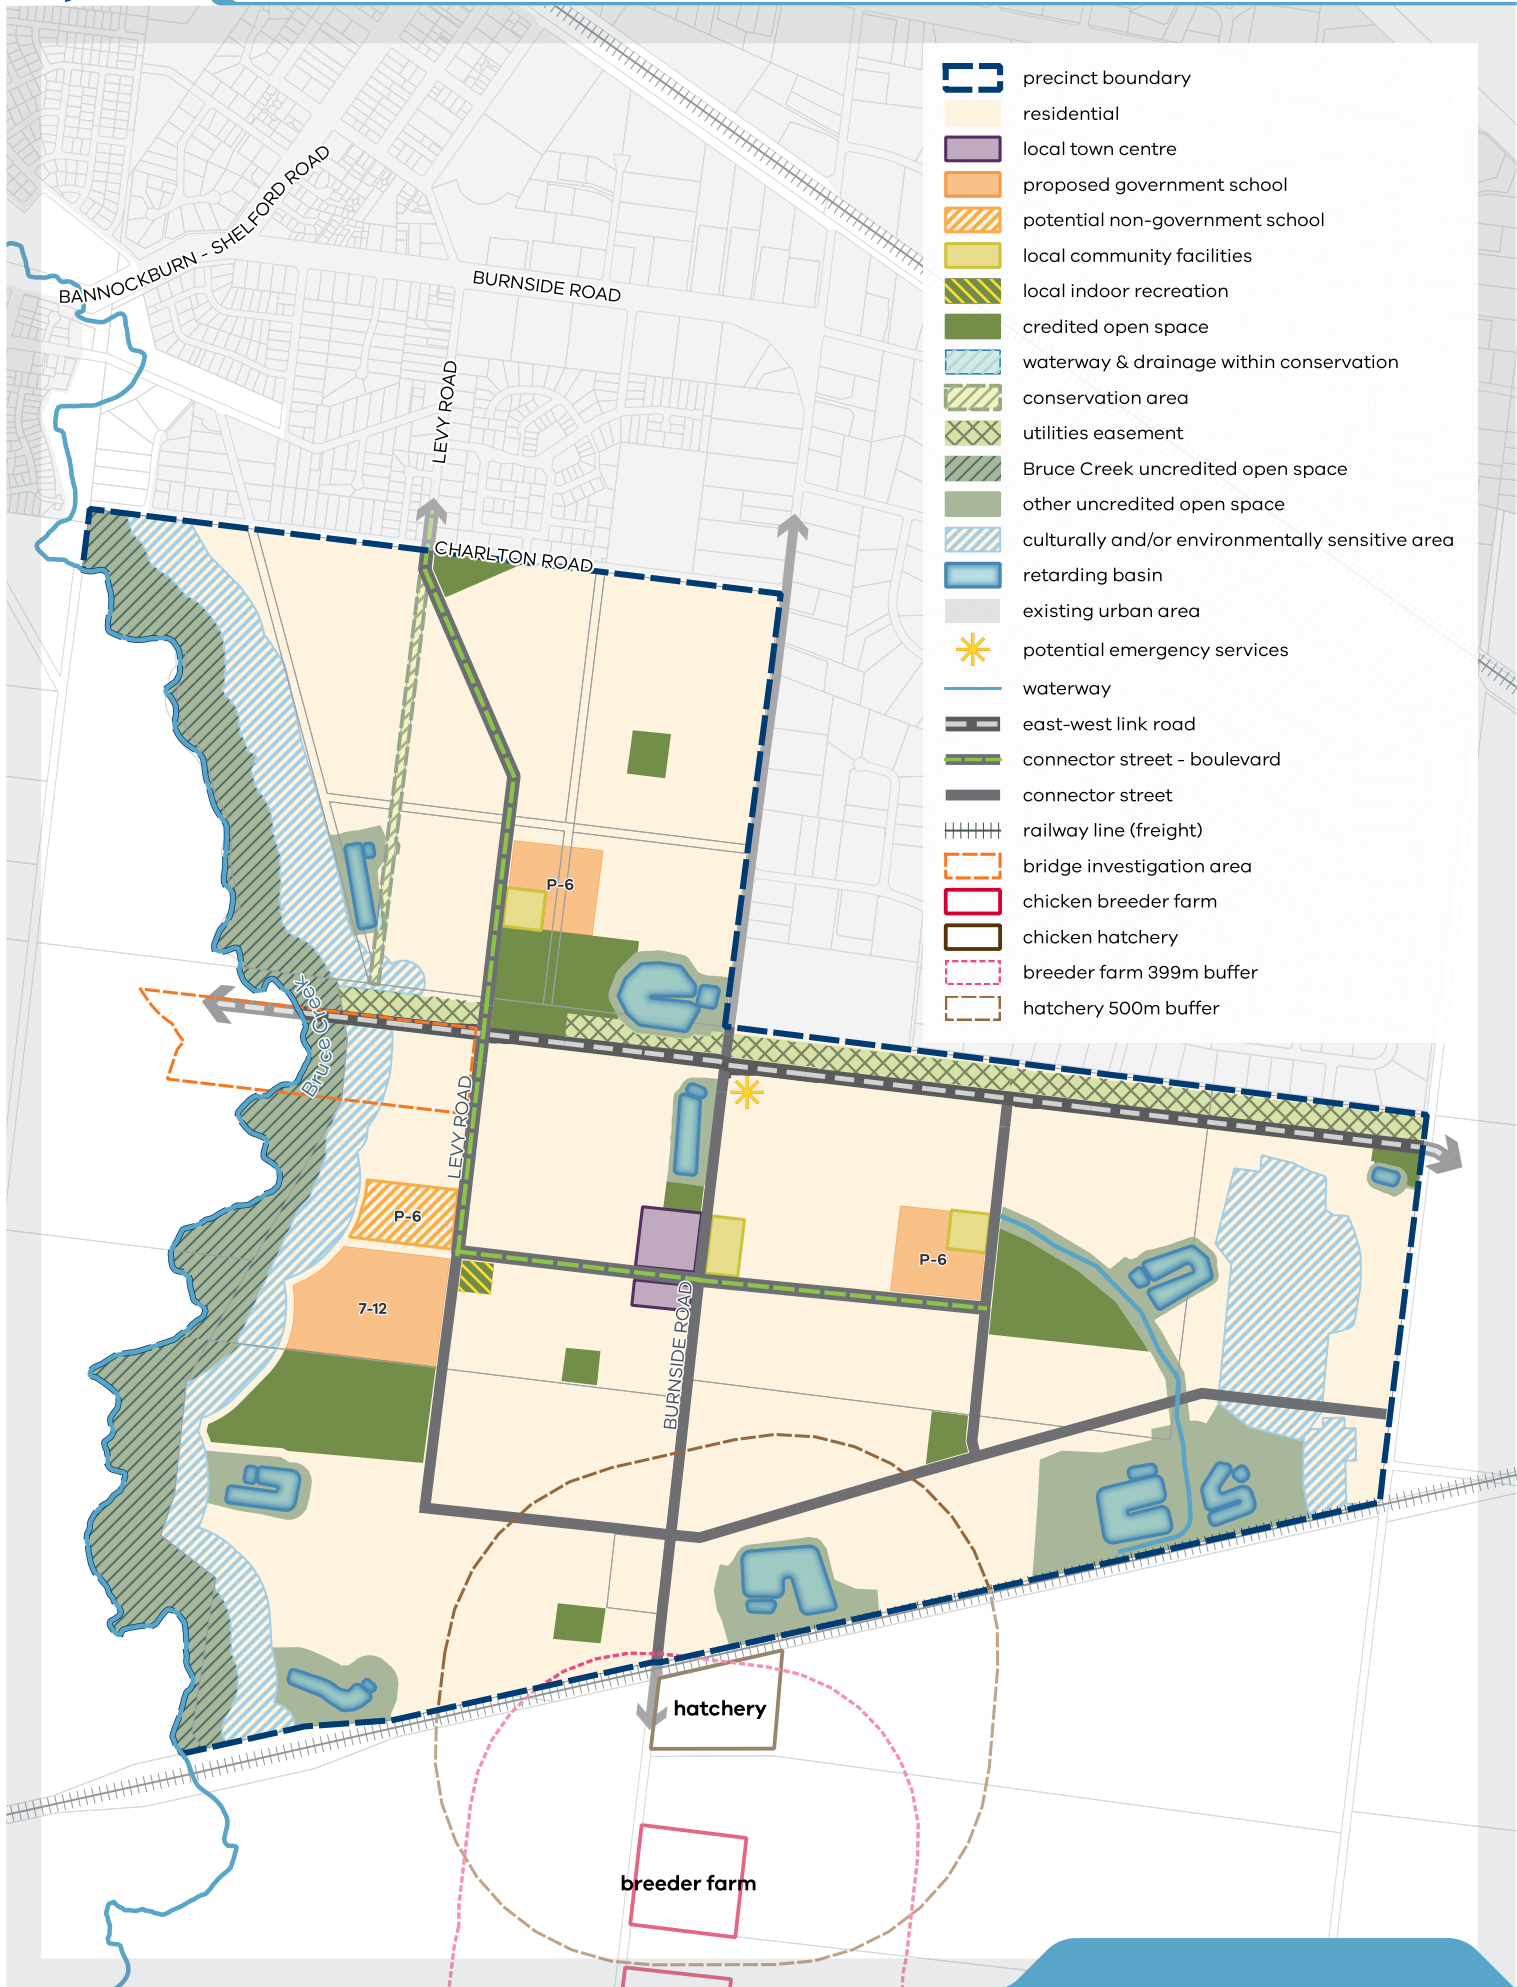 precinct boundary
residential
local town centre
proposed government school
potential non-government school
local community facilities
local indoor recreation
credited open space
waterway & drainage within conservation
conservation area
utilities easement
Bruce Creek uncredited open space
other uncredited open space
culturally and/or environmentally sensitive area
retarding basin
existing urban area
potential emergency services
waterway
east-west link road
connector street - boulevard
connector street
railway line (freight)
bridge investigation area
chicken breeder farm
chicken hatchery
breeder farm 399m buffer
hatchery 500m buffer
BANNOCKBURN - SHELFORD ROAD
BURNSIDE ROAD
LEVY ROAD
CHARLTON ROAD
P-6
Bruce Creek
LEVY ROAD
P-6
P-6
7-12
BURNSIDE ROAD
hatchery
breeder farm